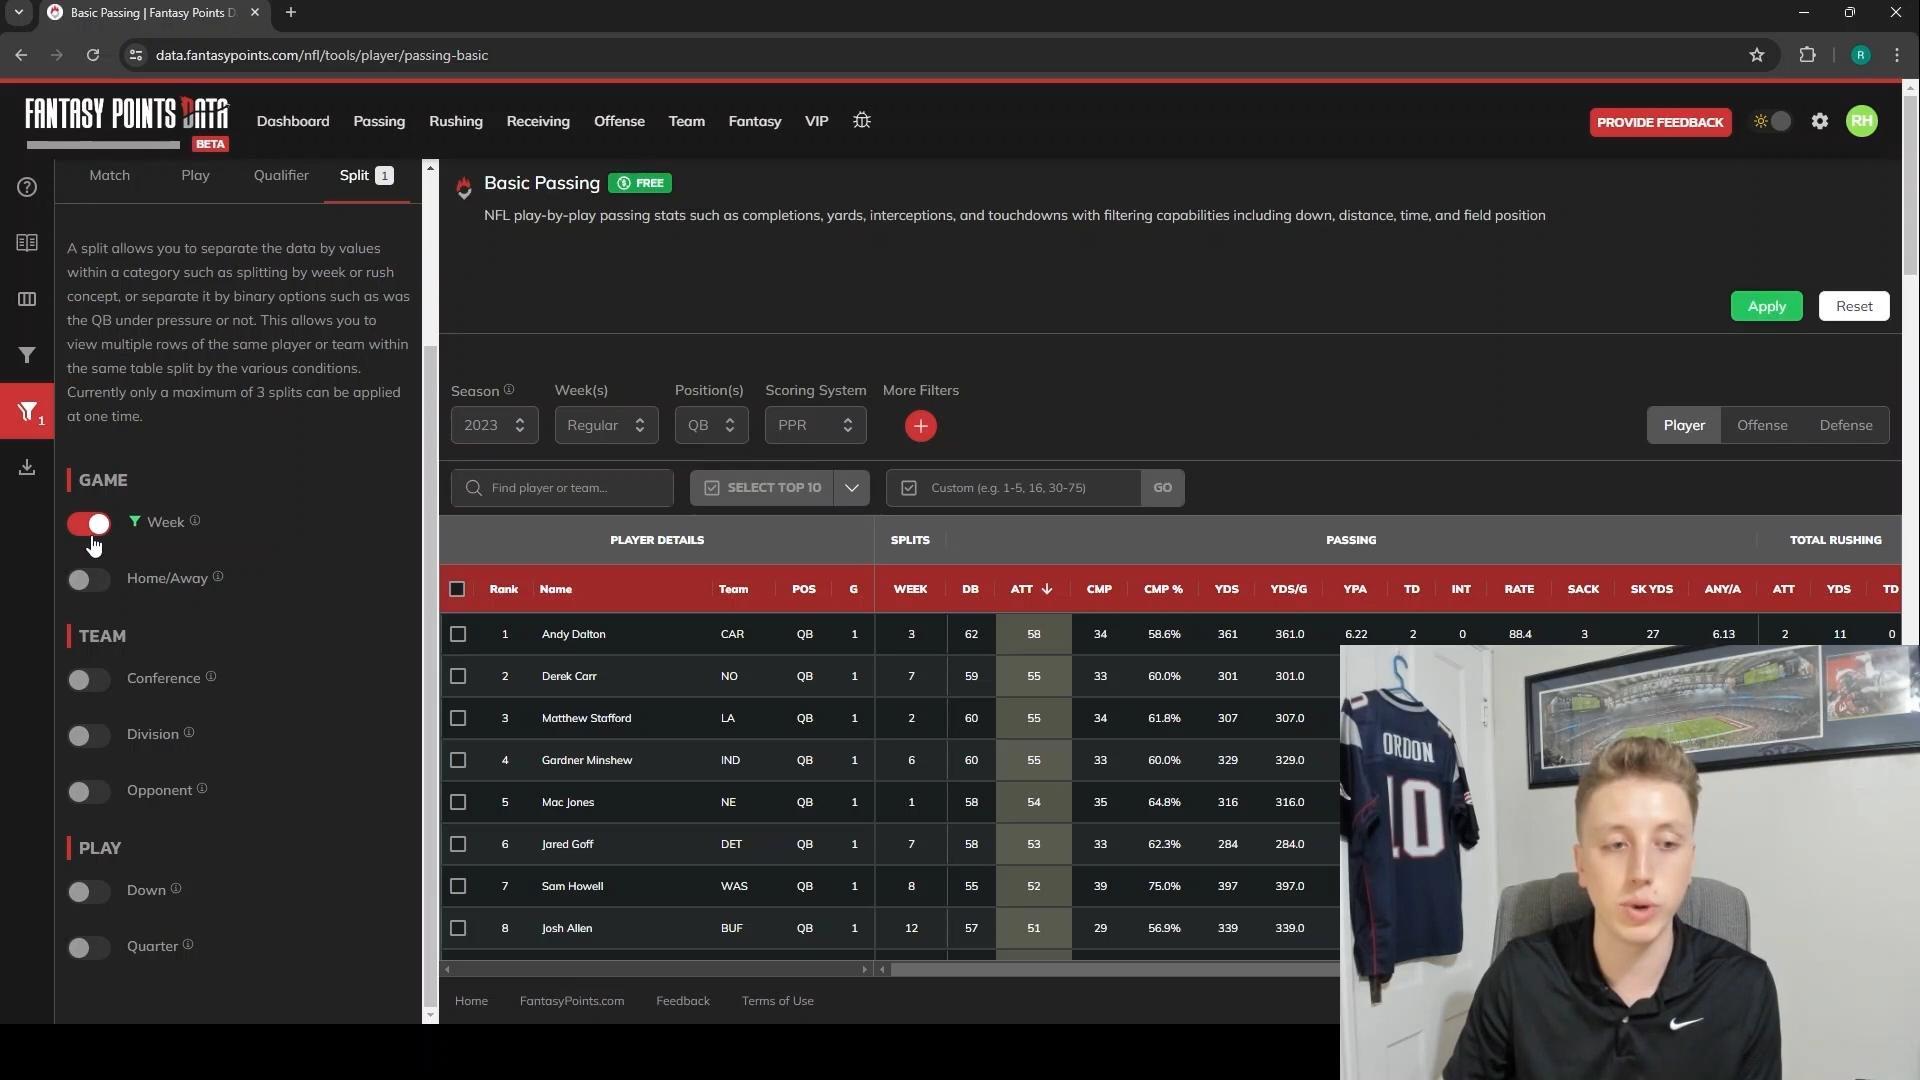 Basic Passing | Fantasy Points D
data.fantasypoints.com/nfl/tools/player/passing-basic
R
FANTASY POINTS DATA
BETA
Dashboard Passing Rushing Receiving Offense Team Fantasy VIP
PROVIDE FEEDBACK
RH
Match Play Qualifier Split 1
A split allows you to separate the data by values
within a category such as splitting by week or rush
concept, or separate it by binary options such as was
the QB under pressure or not. This allows you to
view multiple rows of the same player or team within
the same table split by the various conditions.
Currently only a maximum of 3 splits can be applied
at one time.
1
GAME
Week
Home/Away
TEAM
Conference
Division
Opponent
PLAY
Down
Quarter
Basic Passing FREE
NFL play-by-play passing stats such as completions, yards, interceptions, and touchdowns with filtering capabilities including down, distance, time, and field position
Apply Reset
Season Week(s) Position(s) Scoring System More Filters
2023 Regular QB PPR
Player Offense Defense
Find player or team... SELECT TOP 10 Custom (e.g. 1-5, 16, 30-75) GO
PLAYER DETAILS SPLITS PASSING TOTAL RUSHING
Rank Name Team POS G WEEK DB ATT CMP CMP % YDS YDS/G YPA TD INT RATE SACK SK YDS ANY/A ATT YDS TD
1 Andy Dalton CAR QB 1 3 62 58 34 58.6% 361 361.0 6.22 2 0 88.4 3 27 6.13 2 11 0
2 Derek Carr NO QB 1 7 59 55 33 60.0% 301 301.0
3 Matthew Stafford LA QB 1 2 60 55 34 61.8% 307 307.0
4 Gardner Minshew IND QB 1 6 60 55 33 60.0% 329 329.0
5 Mac Jones NE QB 1 1 58 54 35 64.8% 316 316.0
6 Jared Goff DET QB 1 7 58 53 33 62.3% 284 284.0
7 Sam Howell WAS QB 1 8 55 52 39 75.0% 397 397.0
8 Josh Allen BUF QB 1 12 57 51 29 56.9% 339 339.0
Home FantasyPoints.com Feedback Terms of Use
ORDON
10